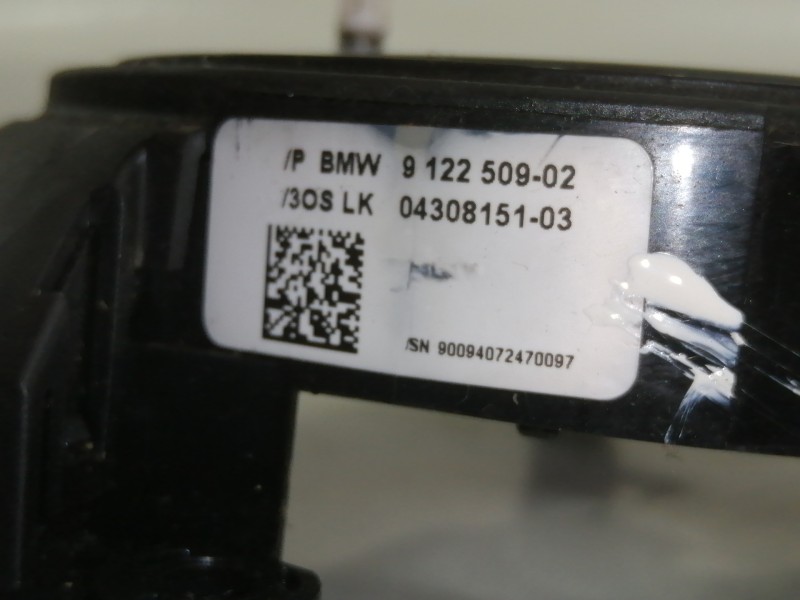 /P BMW 9 122 509-02
/3OS LK 04308151-03
/SN 90094072470097